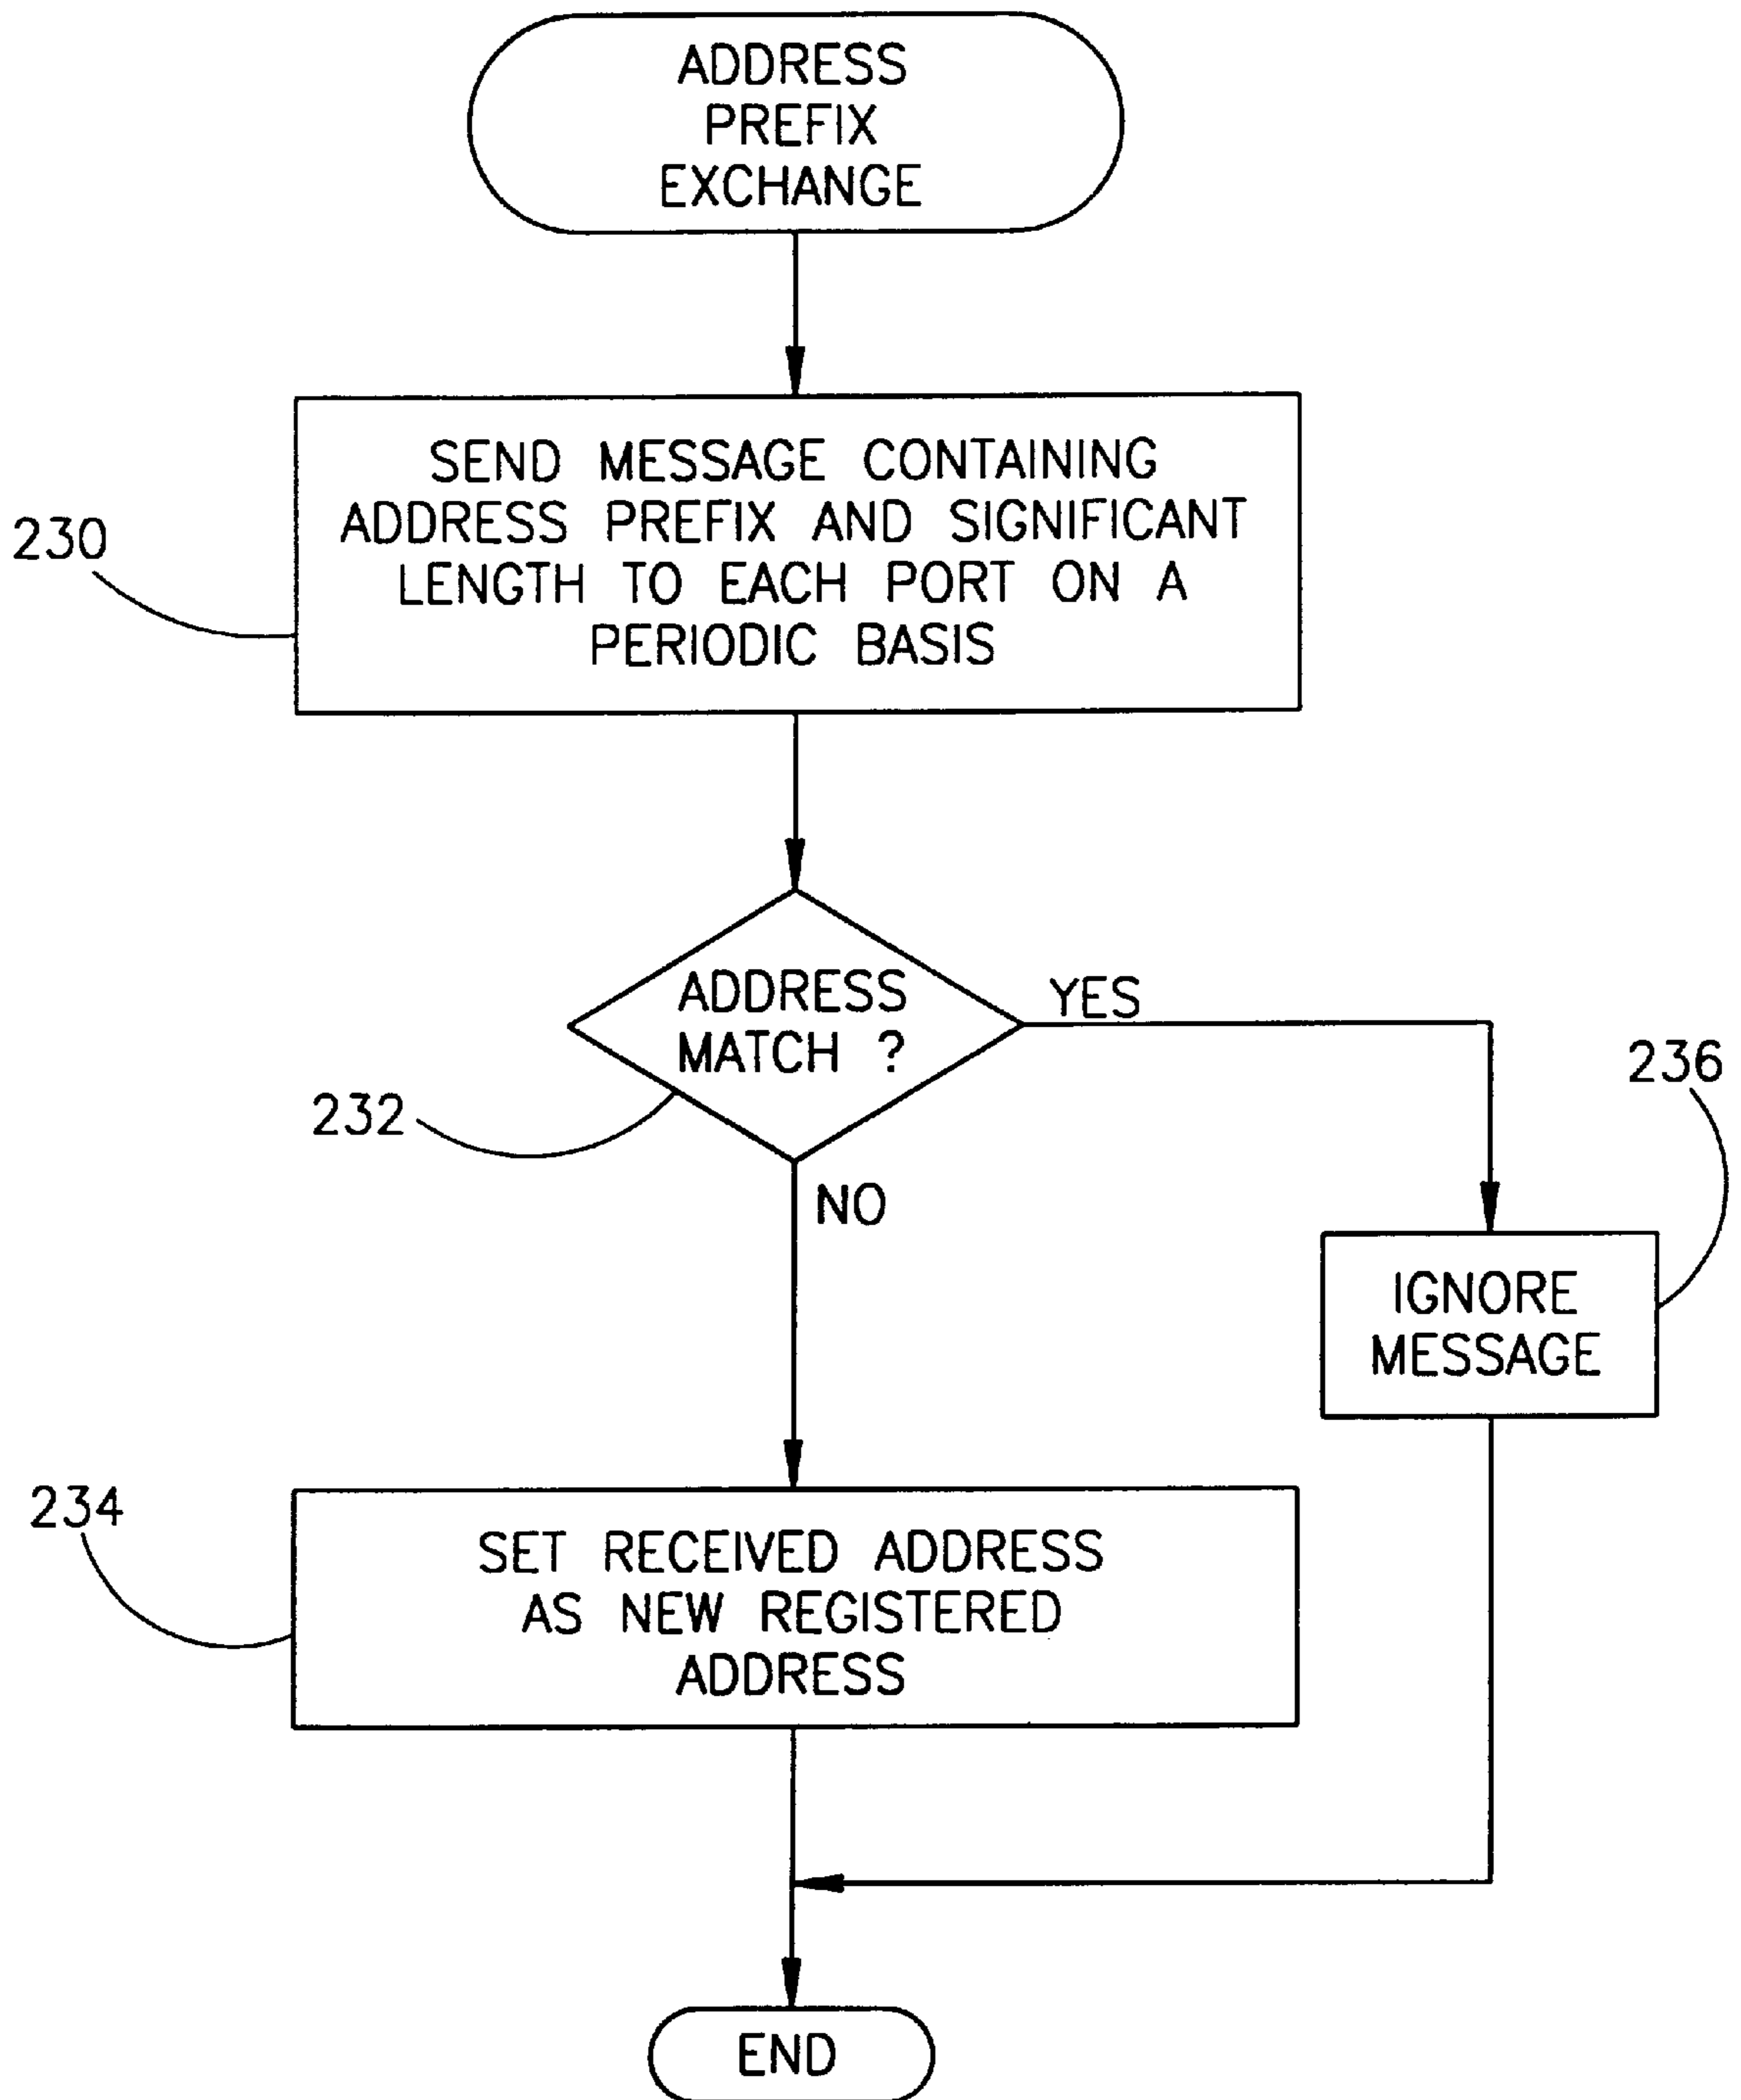 ADDRESS
PREFIX
EXCHANGE
SEND MESSAGE CONTAINING
ADDRESS PREFIX AND SIGNIFICANT
LENGTH TO EACH PORT ON A
PERIODIC BASIS
230
ADDRESS
MATCH ?
YES
232
NO
236
IGNORE
MESSAGE
234
SET RECEIVED ADDRESS
AS NEW REGISTERED
ADDRESS
END